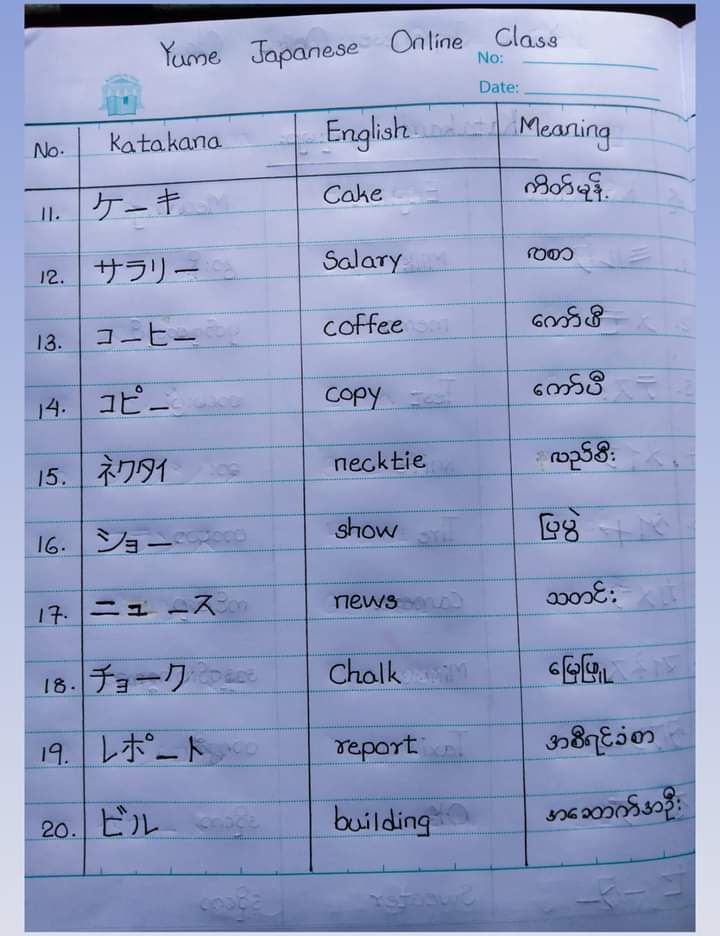 Yume Japanese Online Class
No:
Date:
No. Katakana English Meaning
11. ケーキ Cake ကိတ်မုန့်
12. サラリー Salary လစာ
13. コーヒー coffee ကော်ဖီ
14. コピー copy ကော်ပီ
15. ネクタイ necktie လည်စီး
16. ショー show ပြပွဲ
17. ニュース news သတင်း
18. チョーク Chalk မြေဖြူ
19. レポート report အစီရင်ခံစာ
20. ビル building အဆောက်အဦး